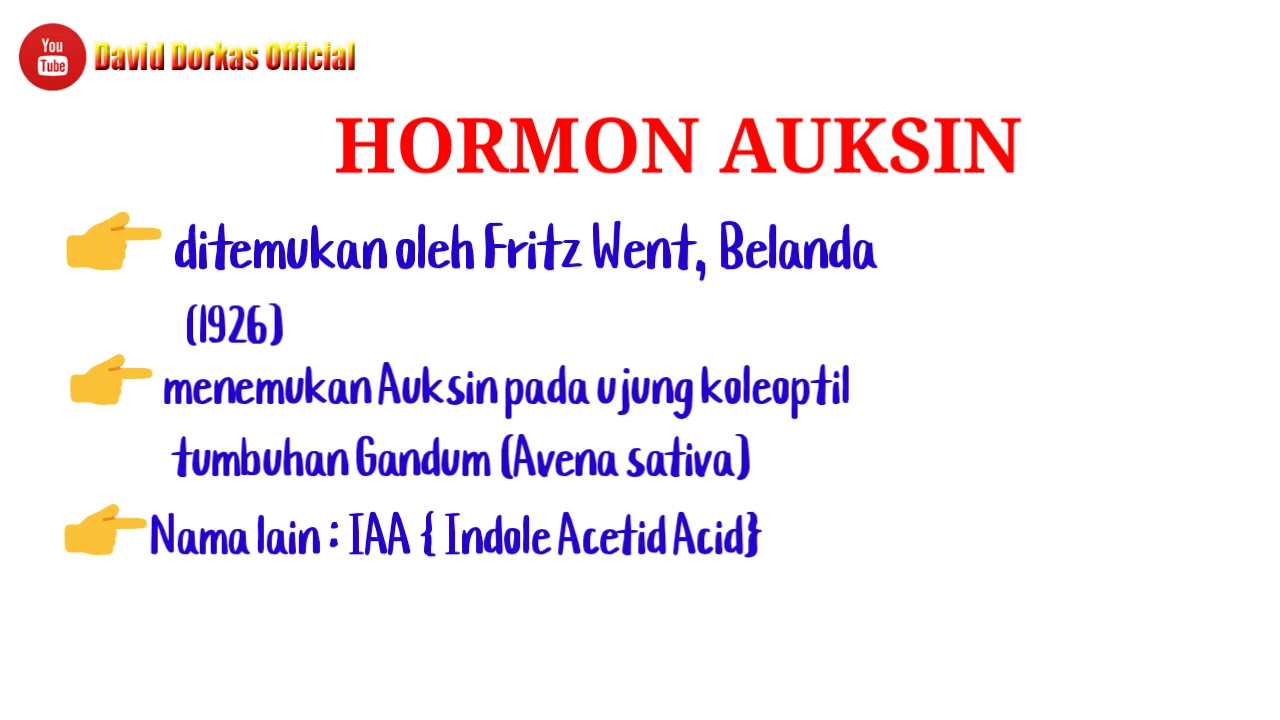 You
Tube
David Dorkas Official
HORMON AUKSIN
ditemukan oleh Fritz Went, Belanda
(1926)
menemukan Auksin pada ujung koleoptil
tumbuhan Gandum (Avena sativa)
Nama lain : IAA { Indole Acetid Acid}